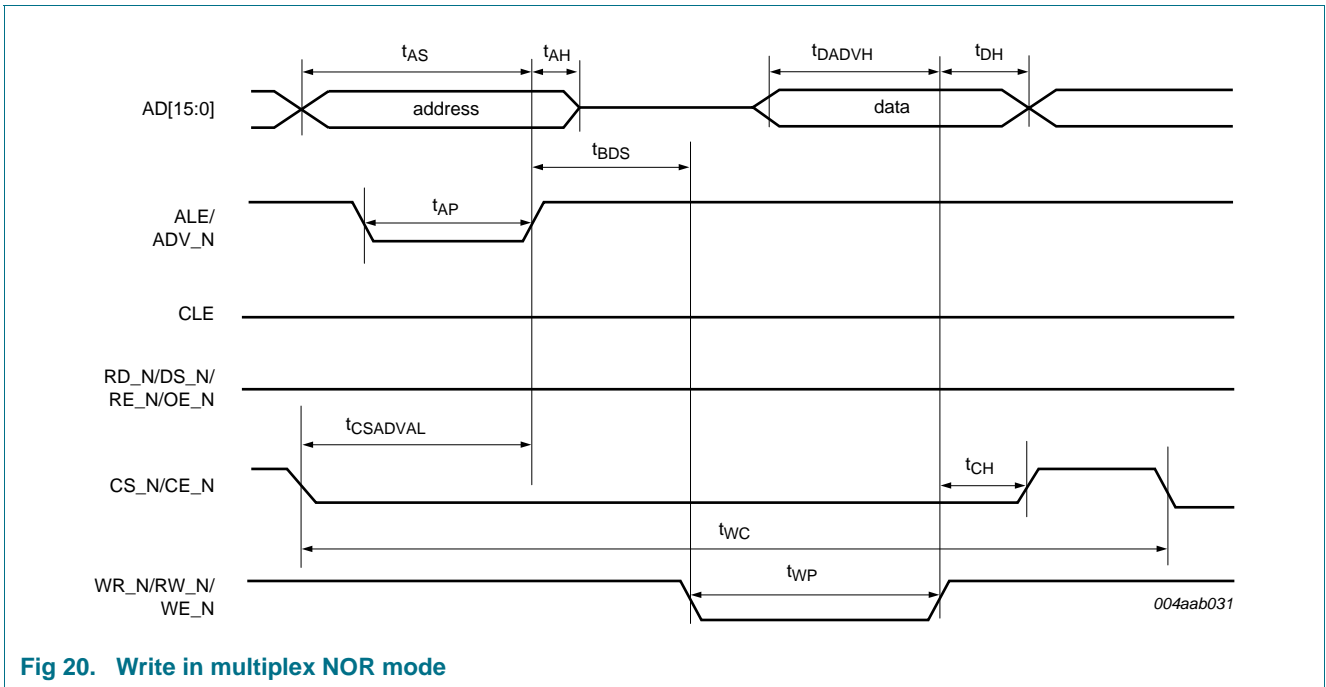 tAS
tAH
tDADVH
tDH
AD[15:0]
address
data
tBDS
ALE/
ADV_N
tAP
CLE
RD_N/DS_N/
RE_N/OE_N
tCSADVAL
CS_N/CE_N
tCH
tWC
WR_N/RW_N/
WE_N
tWP
004aab031
Fig 20. Write in multiplex NOR mode